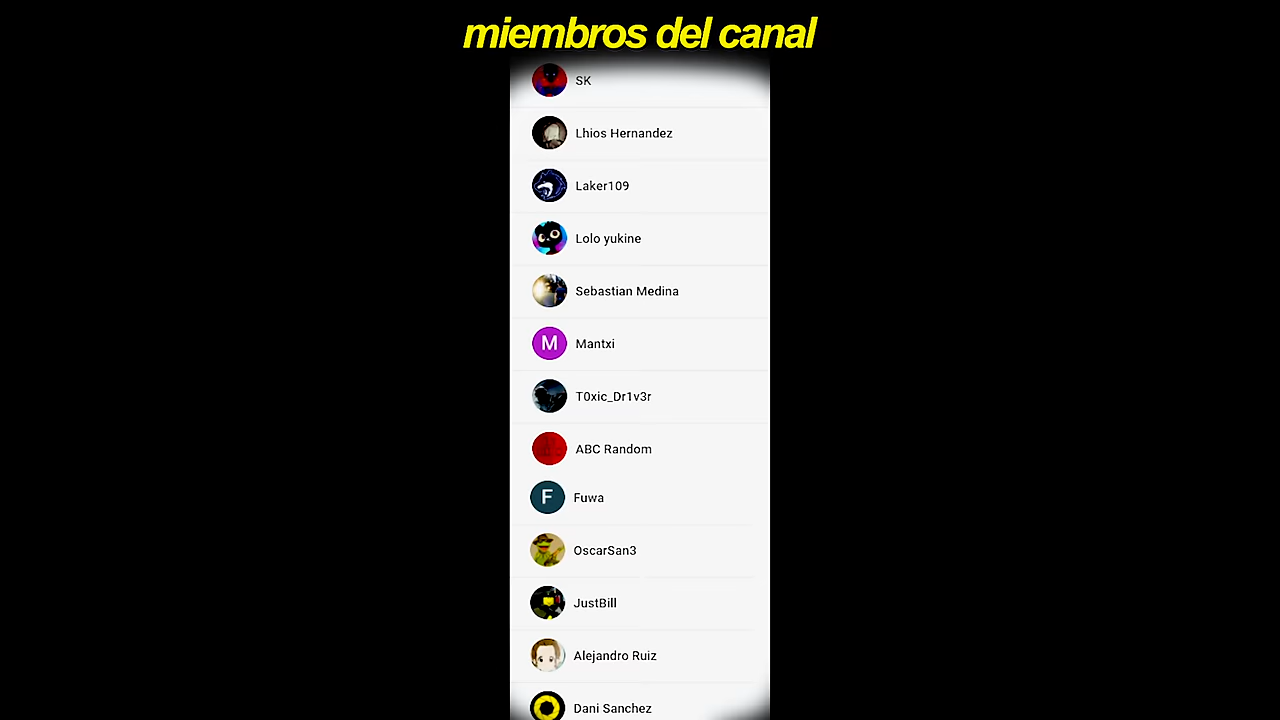 miembros del canal
SK
Lhios Hernandez
Laker109
Lolo yukine
Sebastian Medina
M Mantxi
T0xic_Dr1v3r
ABC Random
F Fuwa
OscarSan3
JustBill
Alejandro Ruiz
Dani Sanchez